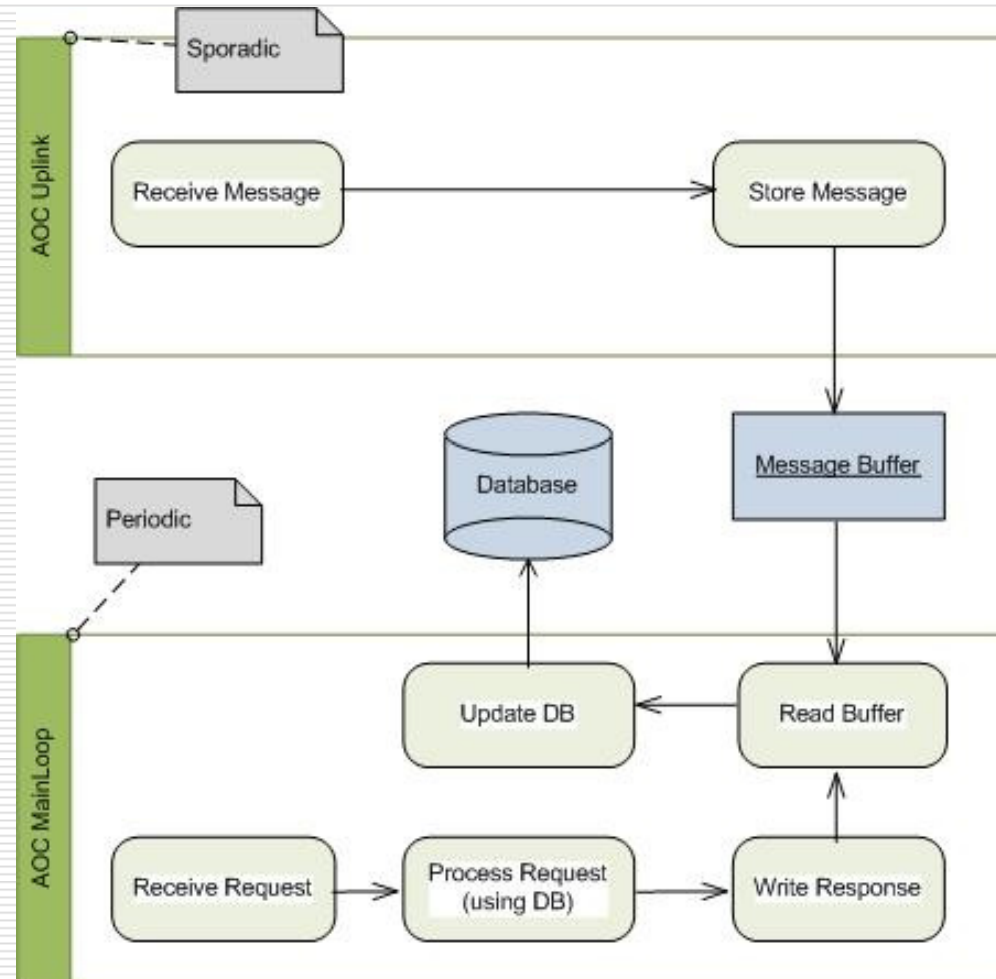 Sporadic
AOC Uplink
Receive Message
Store Message
Database
Message Buffer
Periodic
AOC MainLoop
Update DB
Read Buffer
Receive Request
Process Request
(using DB)
Write Response